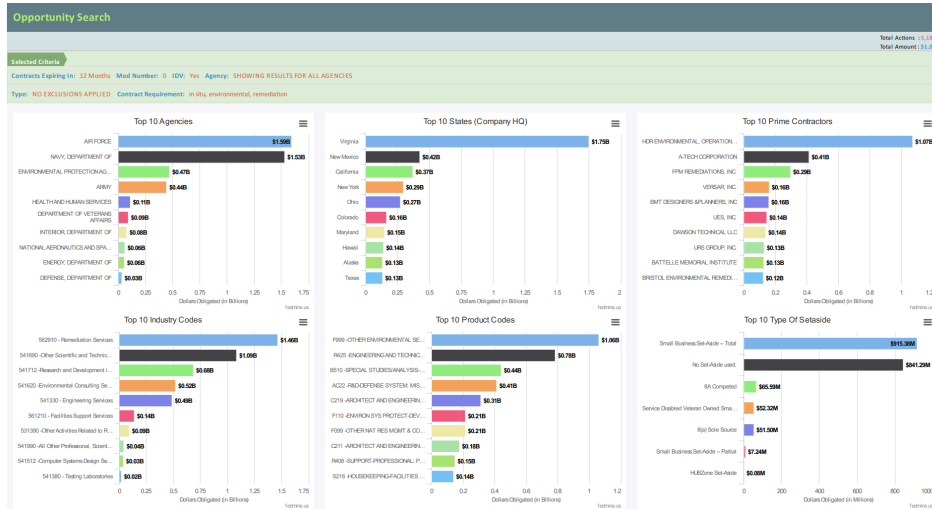 Opportunity Search
Total Actions :
Total Amount :
Selected Criteria
Contracts Expiring In: 12 Months Mod Number: 0 IDV: Yes Agency: SHOWING RESULTS FOR ALL AGENCIES
Type: NO EXCLUSIONS APPLIED Contract Requirement: in situ, environmental, remediation
Top 10 Agencies
AIR FORCE $1.59B
NAVY, DEPARTMENT OF $1.53B
ENVIRONMENTAL PROTECTION AG... $0.47B
ARMY $0.44B
HEALTH AND HUMAN SERVICES $0.11B
DEPARTMENT OF VETERANS
AFFAIRS $0.09B
INTERIOR, DEPARTMENT OF $0.08B
NATIONAL AERONAUTICS AND SPA... $0.06B
ENERGY, DEPARTMENT OF $0.06B
DEFENSE, DEPARTMENT OF $0.03B
0 0.25 0.5 0.75 1 1.25 1.5 1.75
Dollars Obligated (in Billions)
Fedmine.us
Top 10 States (Company HQ)
Virginia $1.75B
New Mexico $0.42B
California $0.37B
New York $0.29B
Ohio $0.27B
Colorado $0.16B
Maryland $0.15B
Hawaii $0.14B
Alaska $0.13B
Texas $0.13B
0 0.25 0.5 0.75 1 1.25 1.5 1.75 2
Dollars Obligated (in Billions)
Fedmine.us
Top 10 Prime Contractors
HDR ENVIRONMENTAL, OPERATION... $1.07B
A-TECH CORPORATION $0.41B
FPM REMEDIATIONS, INC $0.29B
VERSAR, INC $0.16B
BMT DESIGNERS &PLANNERS, INC $0.16B
UES, INC. $0.14B
DAWSON TECHNICAL LLC $0.14B
URS GROUP, INC $0.13B
BATTELLE MEMORIAL INSTITUTE $0.13B
BRISTOL ENVIRONMENTAL REMEDI... $0.12B
0 0.2 0.4 0.6 0.8 1 1.2
Dollars Obligated (in Billions)
Fedmine.us
Top 10 Industry Codes
562910 - Remediation Services $1.46B
541690 -Other Scientific and Technic... $1.09B
541712 -Research and Development i... $0.68B
541620 -Environmental Consulting Se... $0.52B
541330 - Engineering Services $0.49B
561210 - Facilities Support Services $0.14B
531390 -Other Activities Related to R... $0.09B
541990 -All Other Professional, Scient... $0.04B
541512 -Computer Systems Design Se... $0.03B
541380 - Testing Laboratories $0.02B
0 0.25 0.5 0.75 1 1.25 1.5 1.75
Dollars Obligated (in Billions)
Fedmine.us
Top 10 Product Codes
F999 -OTHER ENVIRONMENTAL SE... $1.06B
R425 -ENGINEERING AND TECHNIC... $0.78B
B510 -SPECIAL STUDIES/ANALYSIS-... $0.44B
AC22 -R&D-DEFENSE SYSTEM: MIS... $0.41B
C219 -ARCHITECT AND ENGINEERIN... $0.31B
F110 -ENVIRON SYS PROTECT-DEV... $0.21B
F099 -OTHER NAT RES MGMT & CO... $0.21B
C211 -ARCHITECT AND ENGINEERIN... $0.18B
R408 -SUPPORT-PROFESSIONAL: P... $0.15B
S216 -HOUSEKEEPING-FACILITIES ... $0.14B
0 0.2 0.4 0.6 0.8 1 1.2
Dollars Obligated (in Billions)
Fedmine.us
Top 10 Type Of Setaside
Small Business Set-Aside – Total $915.38M
No Set-Aside used. $841.29M
8A Competed $65.59M
Service Disabled Veteran Owned Sma... $52.32M
8(a) Sole Source $51.50M
Small Business Set-Aside – Partial $7.24M
HUBZone Set-Aside $0.08M
0 200 400 600 800 1000
Dollars Obligated (in Millions)
Fedmine.us